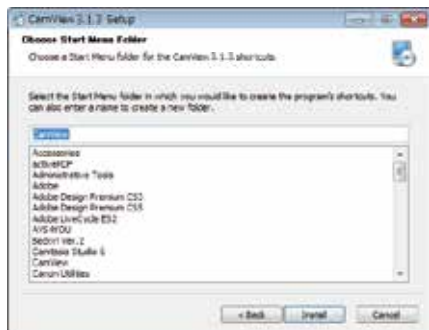 CamView 3.1.3 Setup
Choose Start Menu Folder
Choose a Start Menu folder for the CamView 3.1.3 shortcuts.
Select the Start Menu folder in which you would like to create the program's shortcuts. You
can also enter a name to create a new folder.
CamView
Accessories
activePDF
Administrative Tools
Adobe
Adobe Design Premium CS3
Adobe Design Premium CS5
Adobe LiveCycle ES2
AVS4YOU
Ver.2
Camtasia Studio 6
CamView
Canon Utilities
< Back
Install
Cancel